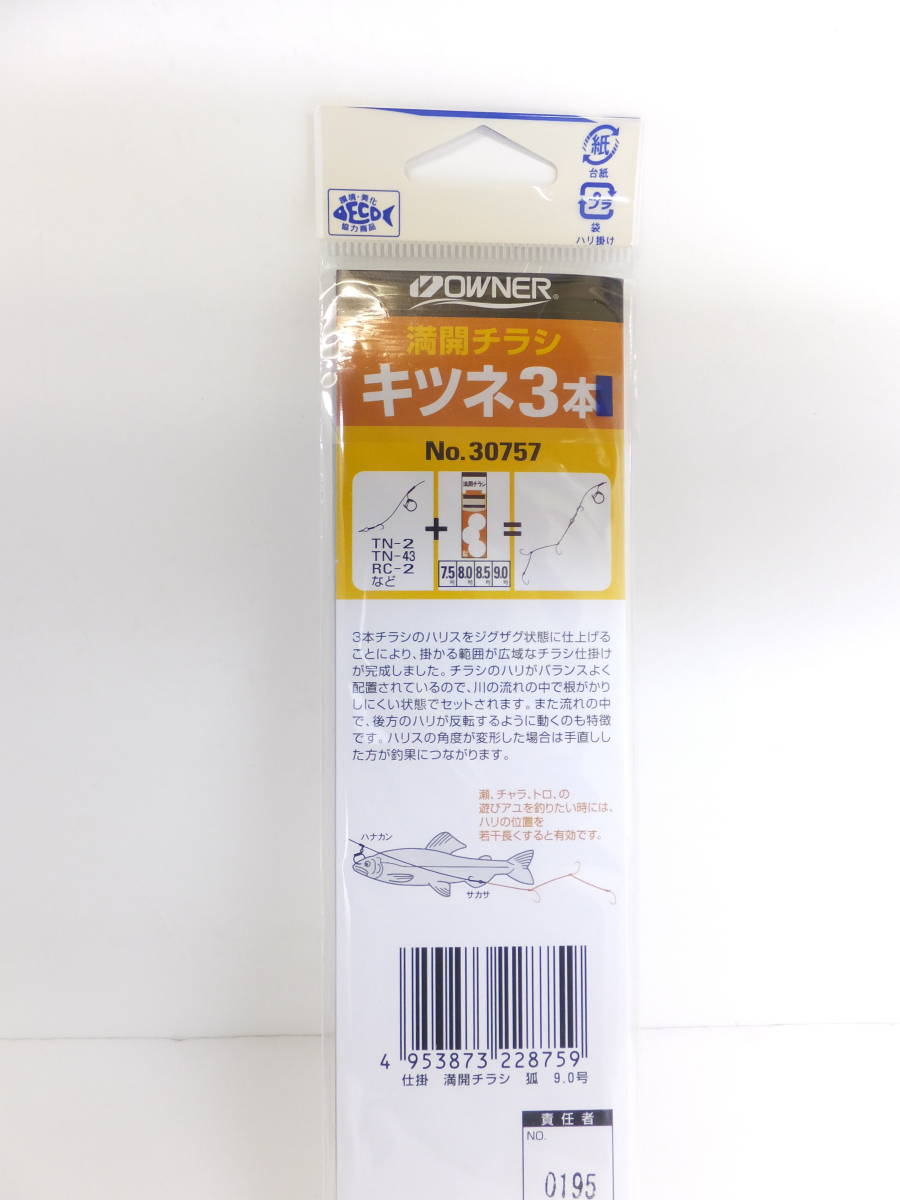 紙
台紙
プラ
袋
ハリ掛け
環境・美化
ECO
協力商品
OWNER®
満開チラシ
キツネ3本
No.30757
満開チラシ
+
=
TN-2
TN-43
RC-2
など
7.5号 8.0号 8.5号 9.0号
3本チラシのハリスをジグザグ状態に仕上げる
ことにより、掛かる範囲が広域なチラシ仕掛け
が完成しました。チラシのハリがバランスよく
配置されているので、川の流れの中で根がかり
しにくい状態でセットされます。また流れの中
で、後方のハリが反転するように動くのも特徴
です。ハリスの角度が変形した場合は手直しし
た方が釣果につながります。
瀬、チャラ、トロ、の
遊びアユを釣りたい時には、
ハリの位置を
若干長くすると有効です。
ハナカン
サカサ
4 953873 228759
仕掛 満開チラシ 狐 9.0号
責任者
NO.
0195